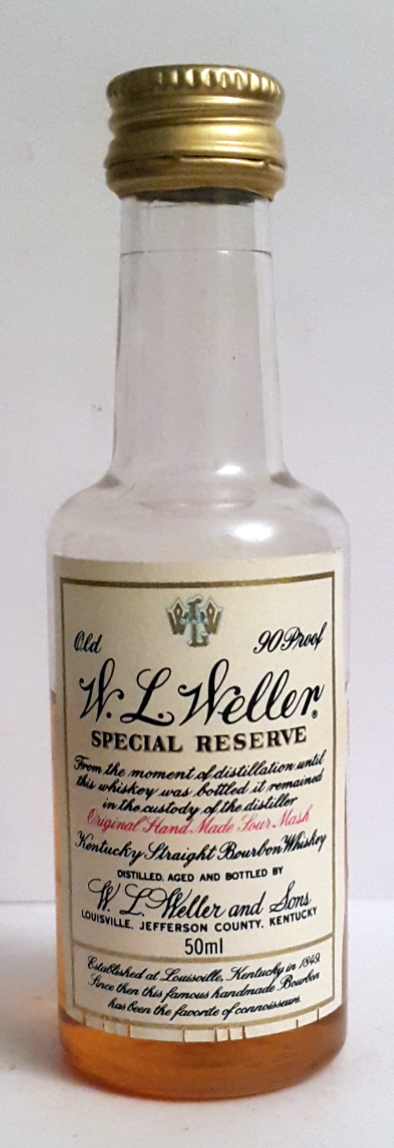 WLW
Old 90 Proof
W. L. Weller®
SPECIAL RESERVE
From the moment of distillation until
this whiskey was bottled it remained
in the custody of the distiller
Original Hand Made Sour Mash
Kentucky Straight Bourbon Whiskey
DISTILLED, AGED AND BOTTLED BY
W. L. Weller and Sons
LOUISVILLE, JEFFERSON COUNTY, KENTUCKY
50ml
Established at Louisville, Kentucky in 1849.
Since then this famous handmade Bourbon
has been the favorite of connoisseurs.